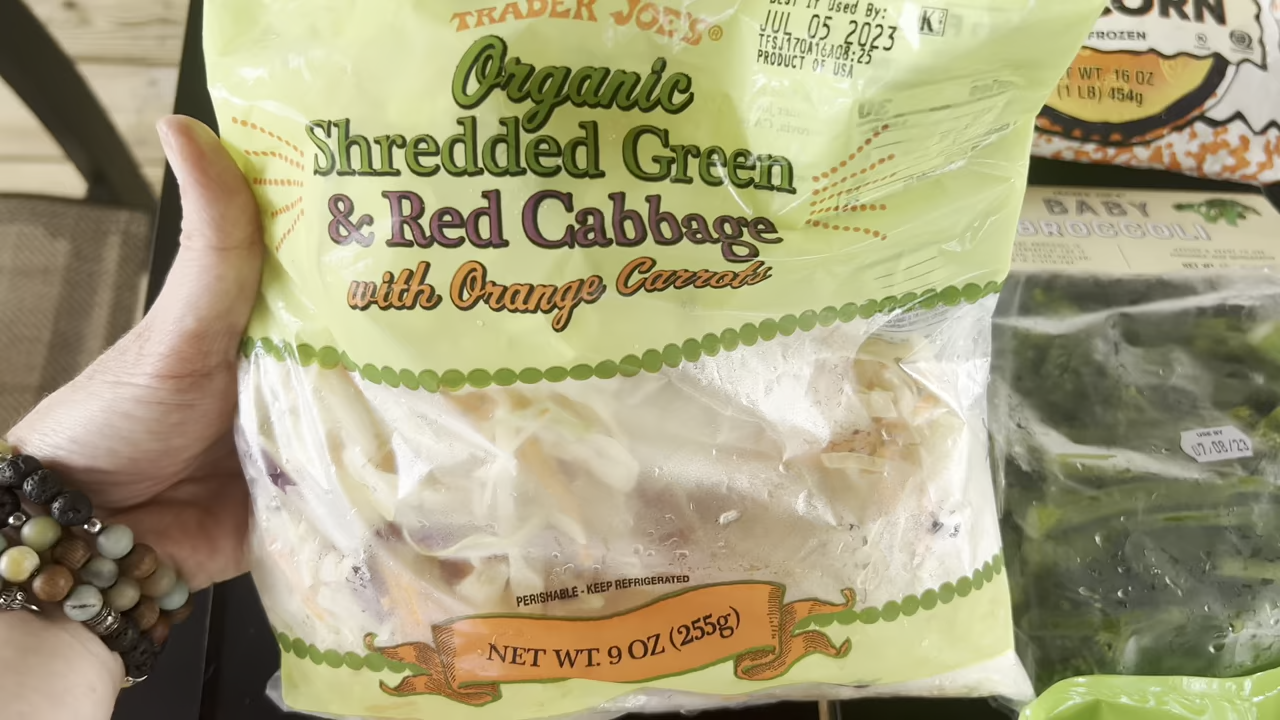 TRADER JOE'S®
BEST If Used By:
JUL 05 2023
TFSJ170A16A08:25
PRODUCT OF USA
K
Organic
Shredded Green
& Red Cabbage
with Orange Carrots
PERISHABLE - KEEP REFRIGERATED
NET WT. 9 OZ (255g)
CORN
FROZEN
WT. 16 OZ
(1 LB) 454g
BABY
BROCCOLI
USE BY
07/08/23